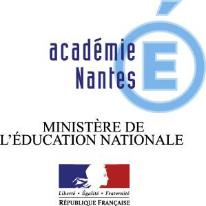 académie
Nantes
É
MINISTÈRE DE
L'ÉDUCATION NATIONALE
Liberté • Égalité • Fraternité
RÉPUBLIQUE FRANÇAISE